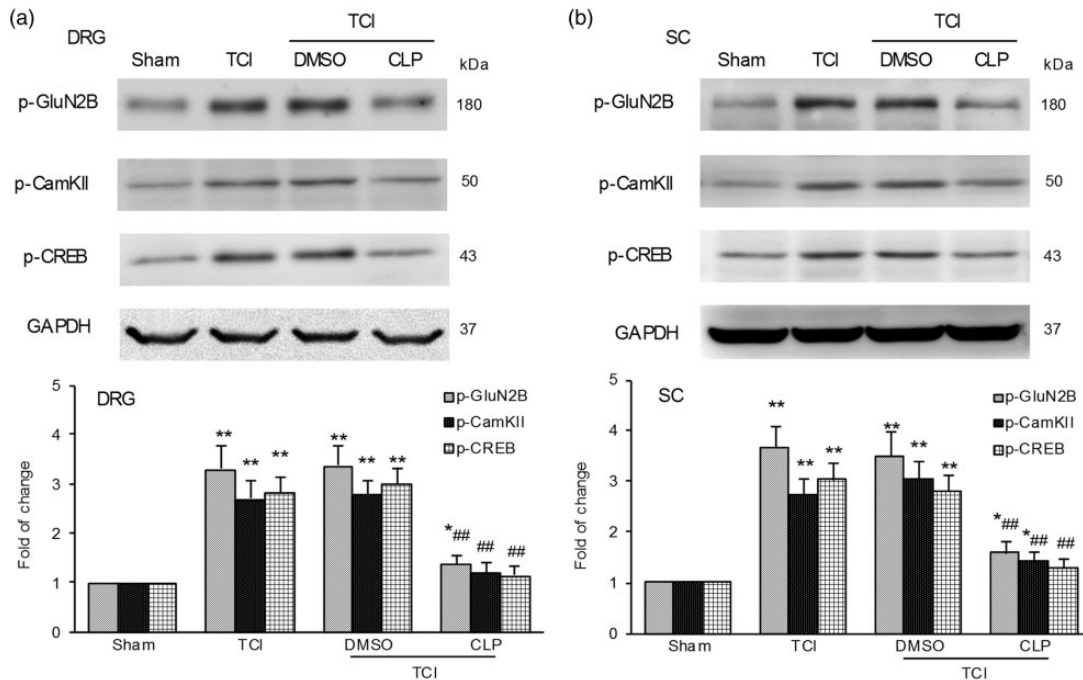 (a)
TCI
DRG
Sham TCI DMSO CLP kDa
p-GluN2B 180
p-CamKII 50
p-CREB 43
GAPDH 37
5
4
3
2
1
0
Fold of change
DRG
p-GluN2B
p-CamKII
p-CREB
** ** **
** ** **
*## ## ##
Sham TCI DMSO CLP
TCI
(b)
TCI
SC
Sham TCI DMSO CLP kDa
p-GluN2B 180
p-CamKII 50
p-CREB 43
GAPDH 37
5
4
3
2
1
0
Fold of change
SC
p-GluN2B
p-CamKII
p-CREB
** ** **
** ** **
*## *## ##
Sham TCI DMSO CLP
TCI